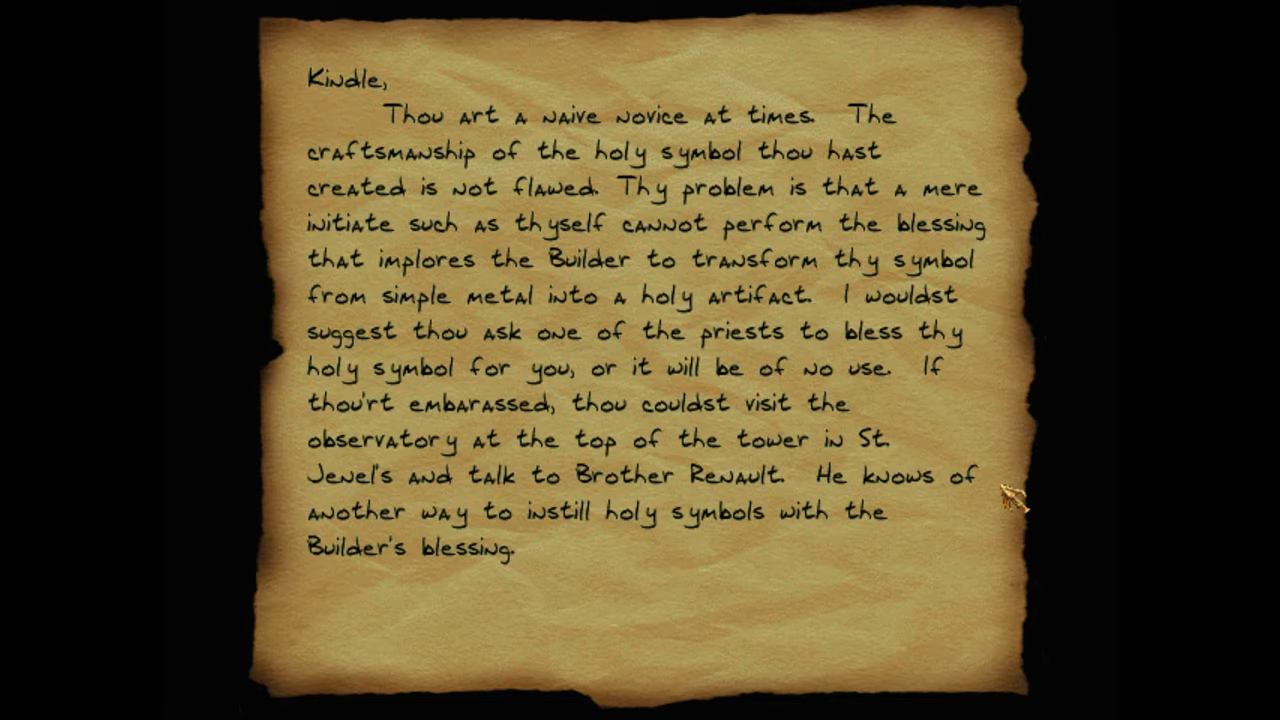 Kindle,
Thou art a naive novice at times. The
craftsmanship of the holy symbol thou hast
created is not flawed. Thy problem is that a mere
initiate such as thyself cannot perform the blessing
that implores the Builder to transform thy symbol
from simple metal into a holy artifact. I wouldst
suggest thou ask one of the priests to bless thy
holy symbol for you, or it will be of no use. If
thou'rt embarassed, thou couldst visit the
observatory at the top of the tower in St.
Jenel's and talk to Brother Renault. He knows of
another way to instill holy symbols with the
Builder's blessing.